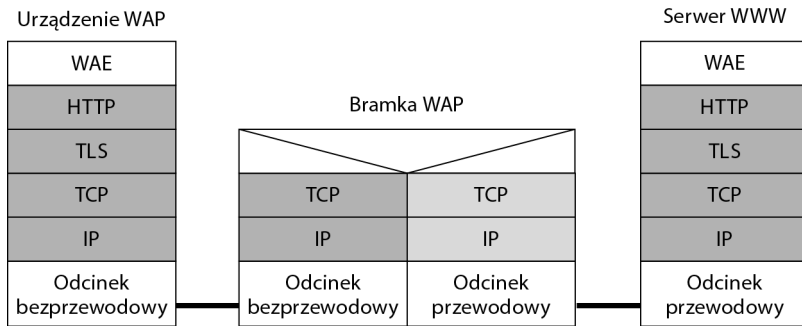 Urządzenie WAP
WAE
HTTP
TLS
TCP
IP
Odcinek
bezprzewodowy
Bramka WAP
TCP
TCP
IP
IP
Odcinek
bezprzewodowy
Odcinek
przewodowy
Serwer WWW
WAE
HTTP
TLS
TCP
IP
Odcinek
przewodowy